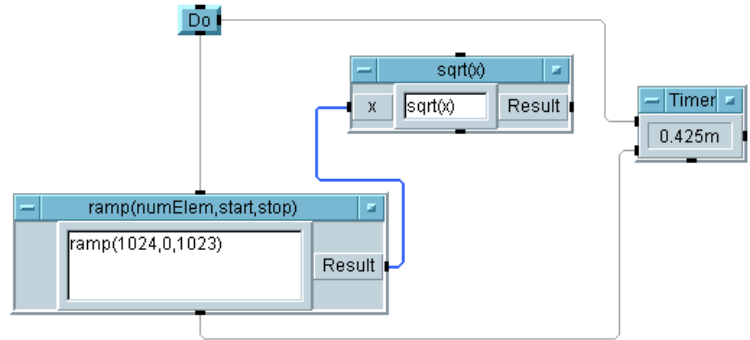 Do
sqrt(x)
x
sqrt(x)
Result
Timer
0.425m
ramp(numElem,start,stop)
ramp(1024,0,1023)
Result